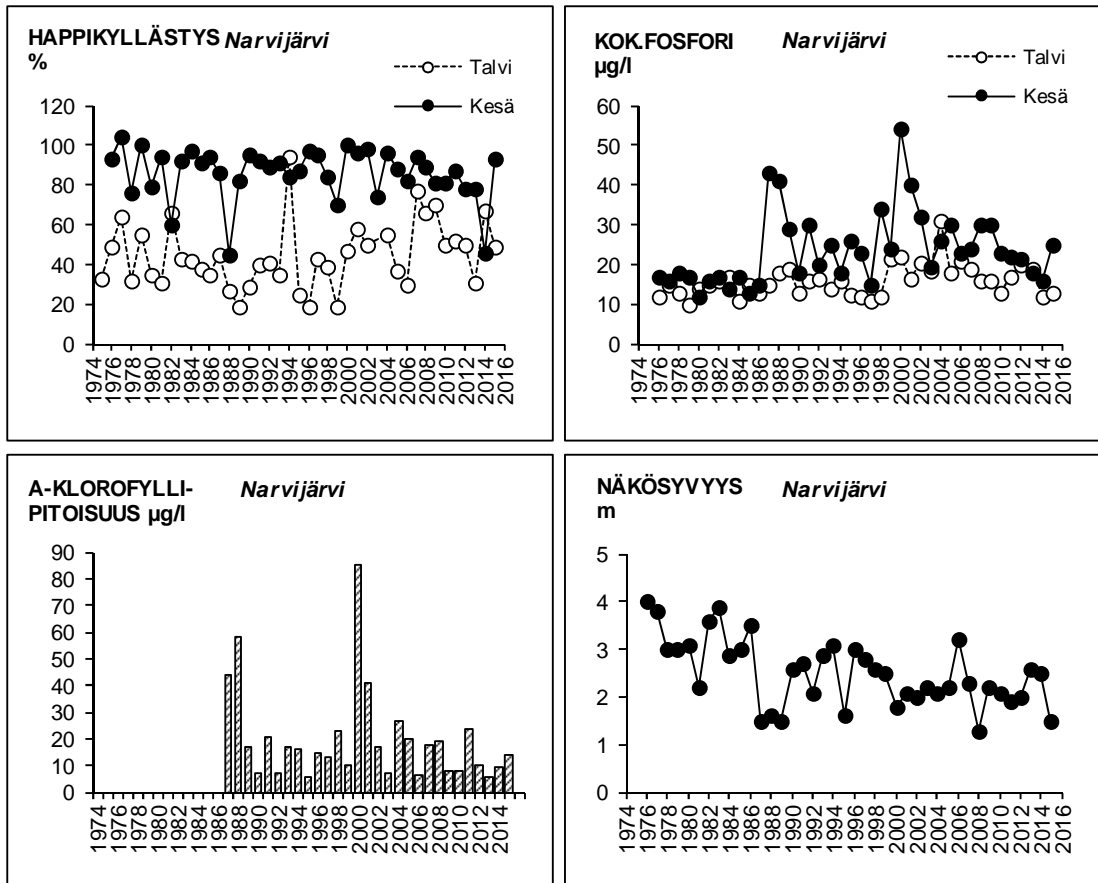 HAPPIKYLLÄSTYS Narvijärvi
%
Talvi
Kesä
120
100
80
60
40
20
0
1974 1976 1978 1980 1982 1984 1986 1988 1990 1992 1994 1996 1998 2000 2002 2004 2006 2008 2010 2012 2014 2016
KOK.FOSFORI Narvijärvi
µg/l
Talvi
Kesä
60
50
40
30
20
10
0
1974 1976 1978 1980 1982 1984 1986 1988 1990 1992 1994 1996 1998 2000 2002 2004 2006 2008 2010 2012 2014 2016
A-KLOROFYLLI- Narvijärvi
PITOISUUS µg/l
90
80
70
60
50
40
30
20
10
0
1974 1976 1978 1980 1982 1984 1986 1988 1990 1992 1994 1996 1998 2000 2002 2004 2006 2008 2010 2012 2014 2016
NÄKÖSYVYYS Narvijärvi
m
5
4
3
2
1
0
1974 1976 1978 1980 1982 1984 1986 1988 1990 1992 1994 1996 1998 2000 2002 2004 2006 2008 2010 2012 2014 2016